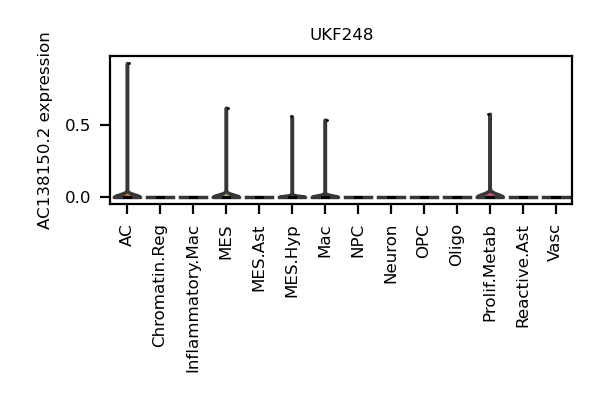 UKF248
AC138150.2 expression
0.5
0.0
AC
Chromatin.Reg
Inflammatory.Mac
MES
MES.Ast
MES.Hyp
Mac
NPC
Neuron
OPC
Oligo
Prolif.Metab
Reactive.Ast
Vasc